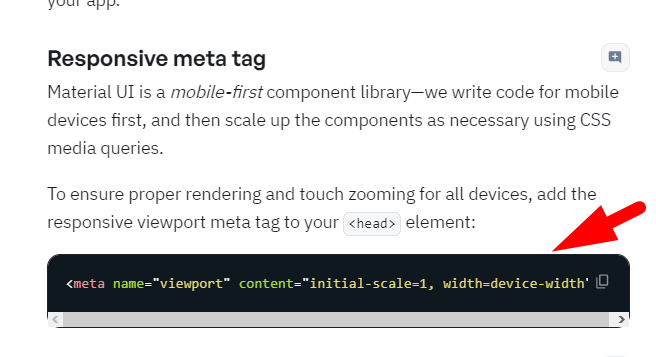 your app.
Responsive meta tag
Material UI is a mobile-first component library—we write code for mobile
devices first, and then scale up the components as necessary using CSS
media queries.
To ensure proper rendering and touch zooming for all devices, add the
responsive viewport meta tag to your <head> element:
<meta name="viewport" content="initial-scale=1, width=device-width"